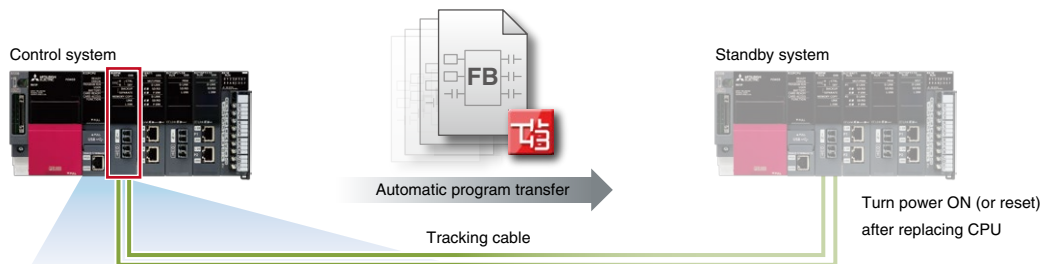 Control system
Standby system
FB
Automatic program transfer
Turn power ON (or reset)
after replacing CPU
Tracking cable